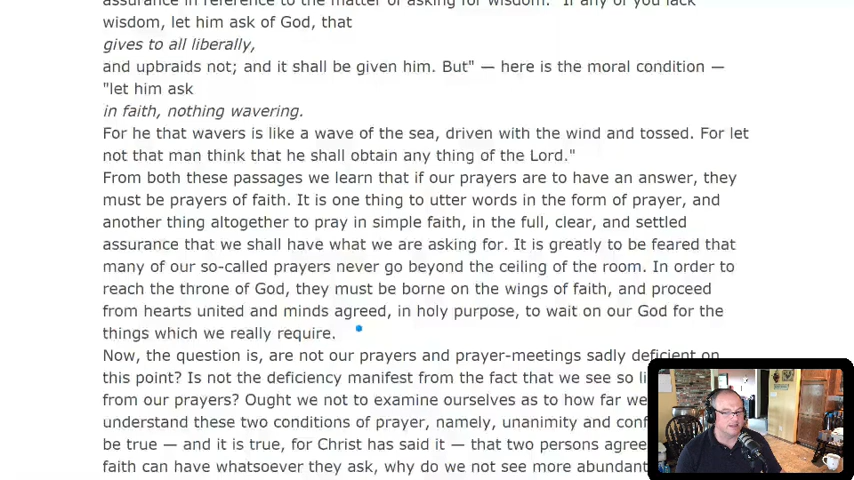 assurance in reference to the matter of asking for wisdom. "If any of you lack
wisdom, let him ask of God, that
gives to all liberally,
and upbraids not; and it shall be given him. But" — here is the moral condition —
"let him ask
in faith, nothing wavering.
For he that wavers is like a wave of the sea, driven with the wind and tossed. For let
not that man think that he shall obtain any thing of the Lord."
From both these passages we learn that if our prayers are to have an answer, they
must be prayers of faith. It is one thing to utter words in the form of prayer, and
another thing altogether to pray in simple faith, in the full, clear, and settled
assurance that we shall have what we are asking for. It is greatly to be feared that
many of our so-called prayers never go beyond the ceiling of the room. In order to
reach the throne of God, they must be borne on the wings of faith, and proceed
from hearts united and minds agreed, in holy purpose, to wait on our God for the
things which we really require.
Now, the question is, are not our prayers and prayer-meetings sadly deficient on
this point? Is not the deficiency manifest from the fact that we see so
from our prayers? Ought we not to examine ourselves as to how far we
understand these two conditions of prayer, namely, unanimity and
be true — and it is true, for Christ has said it — that two persons
faith can have whatsoever they ask, why do we not see more